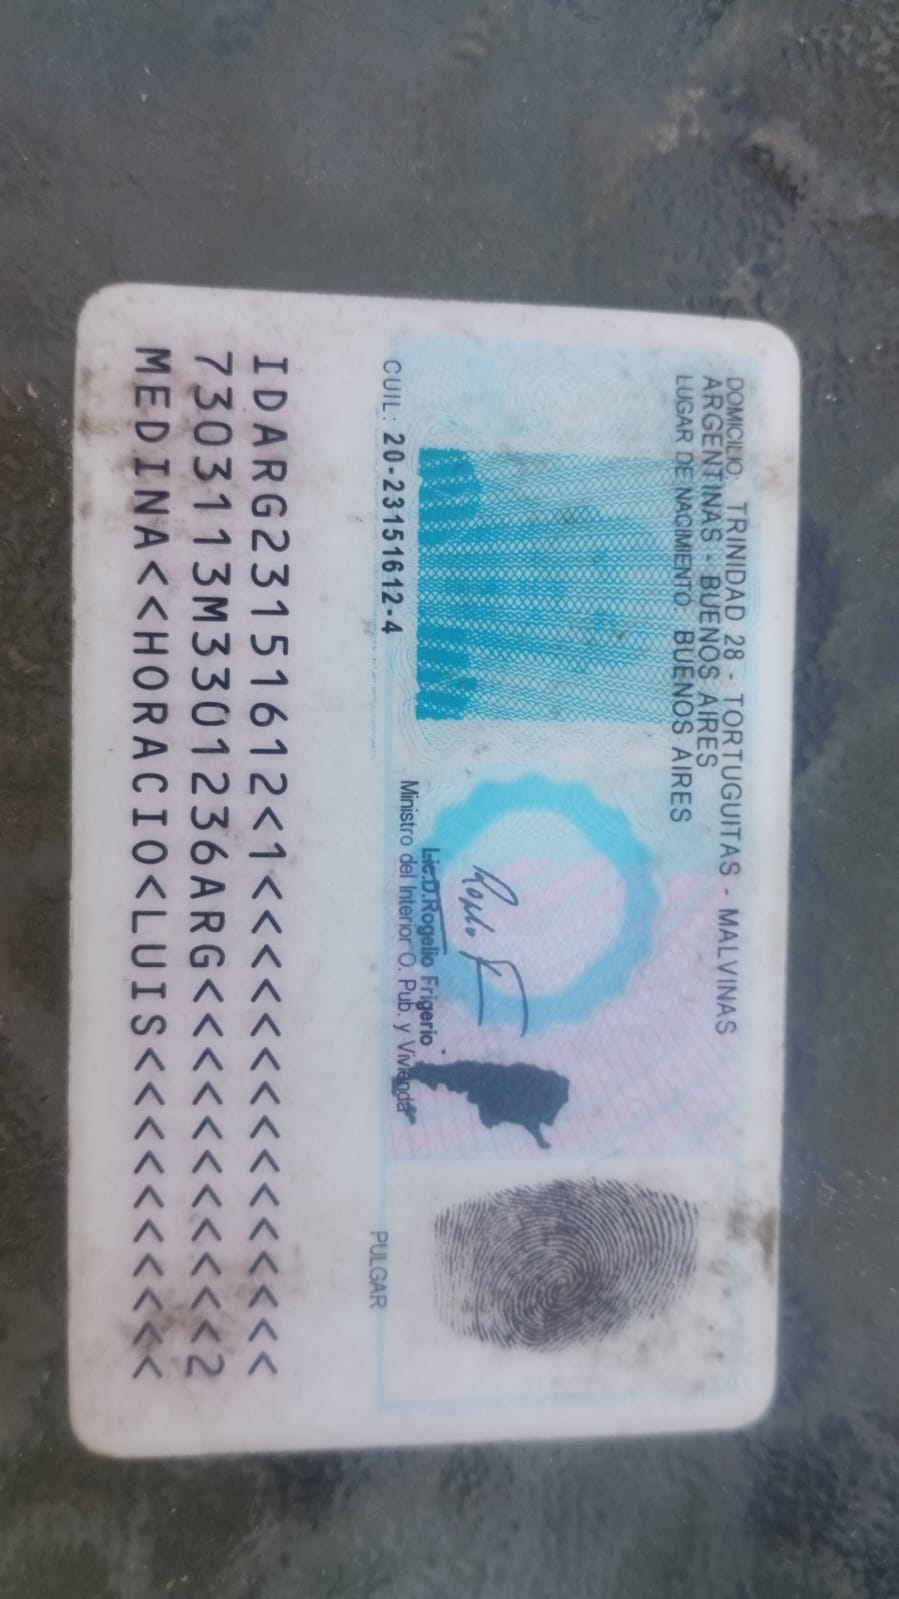 DOMICILIO: TRINIDAD 28 - TORTUGUITAS - MALVINAS
ARGENTINAS - BUENOS AIRES
LUGAR DE NACIMIENTO: BUENOS AIRES
Lic.D.Rogelio Frigerio
Ministro del Interior O. Pub. y Vivienda
CUIL: 20-23151612-4
PULGAR
IDARG23151612<1<<<<<<<<<<<<<<<
7303113M3301236ARG<<<<<<<<<<<2
MEDINA<<HORACIO<LUIS<<<<<<<<<<